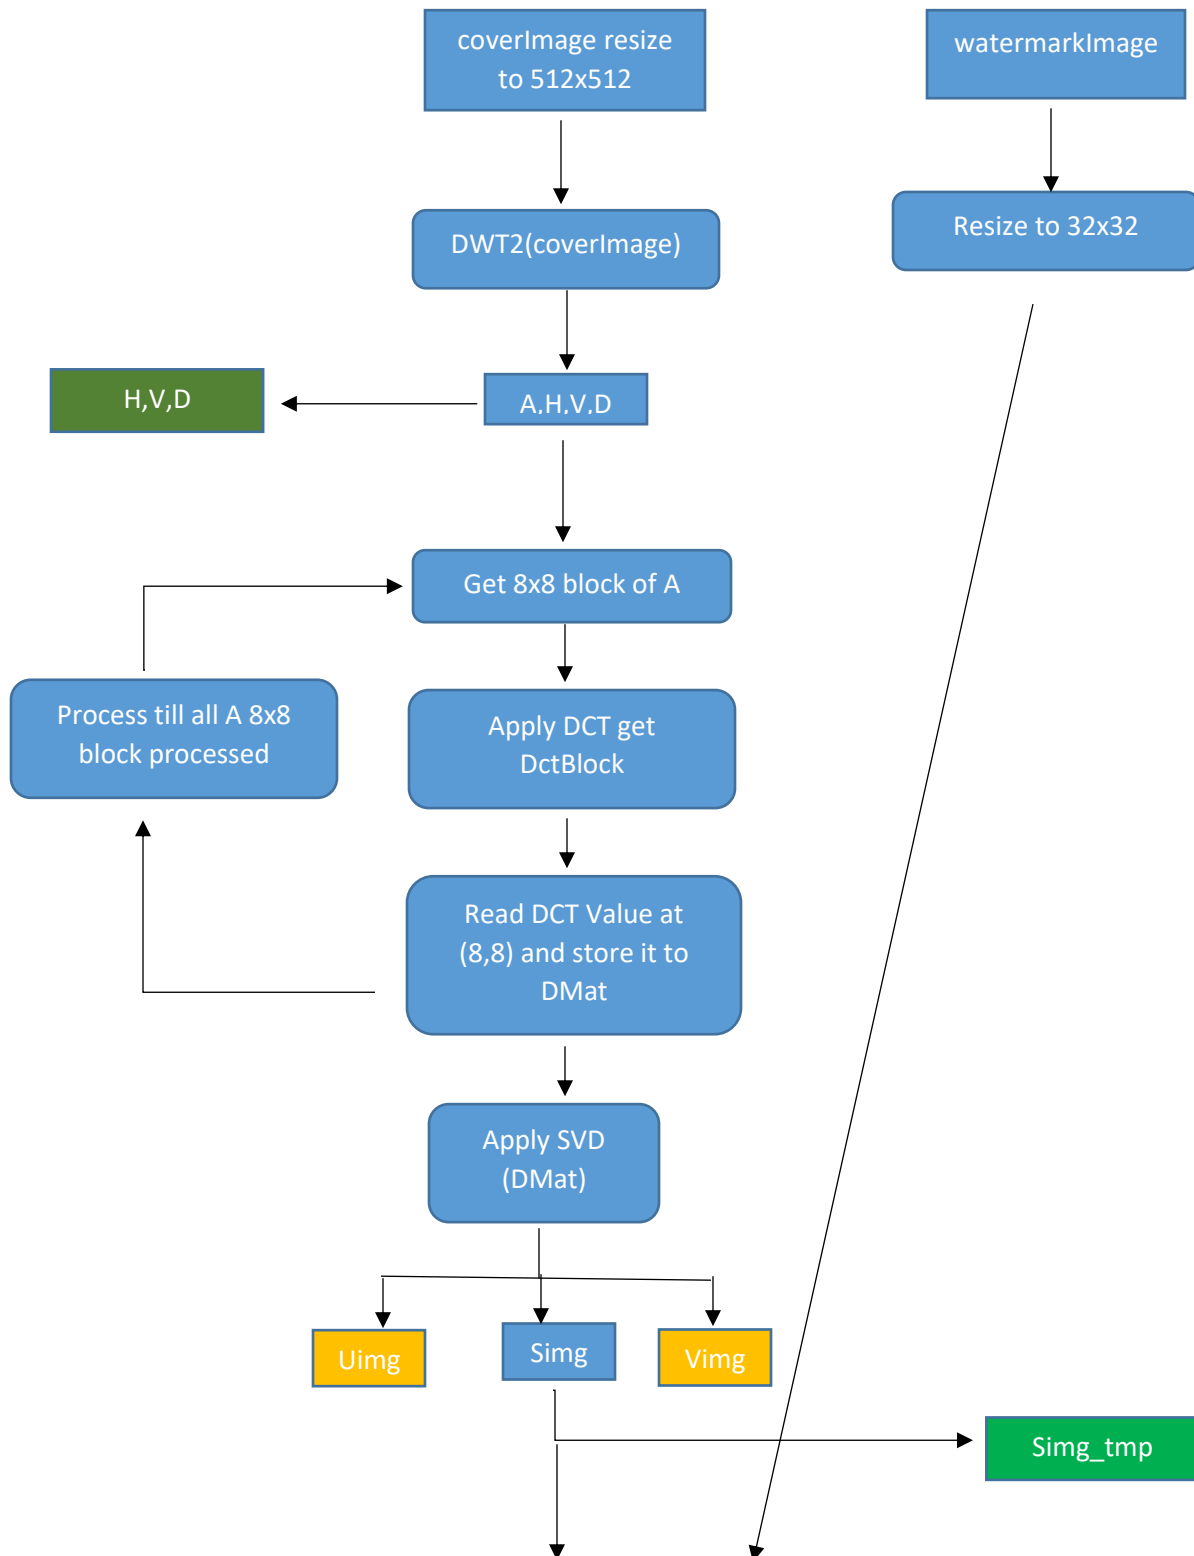 coverImage resize
to 512x512
watermarkImage
DWT2(coverImage)
Resize to 32x32
H,V,D
A,H,V,D
Get 8x8 block of A
Process till all A 8x8
block processed
Apply DCT get
DctBlock
Read DCT Value at
(8,8) and store it to
DMat
Apply SVD
(DMat)
Uimg
Simg
Vimg
Simg_tmp